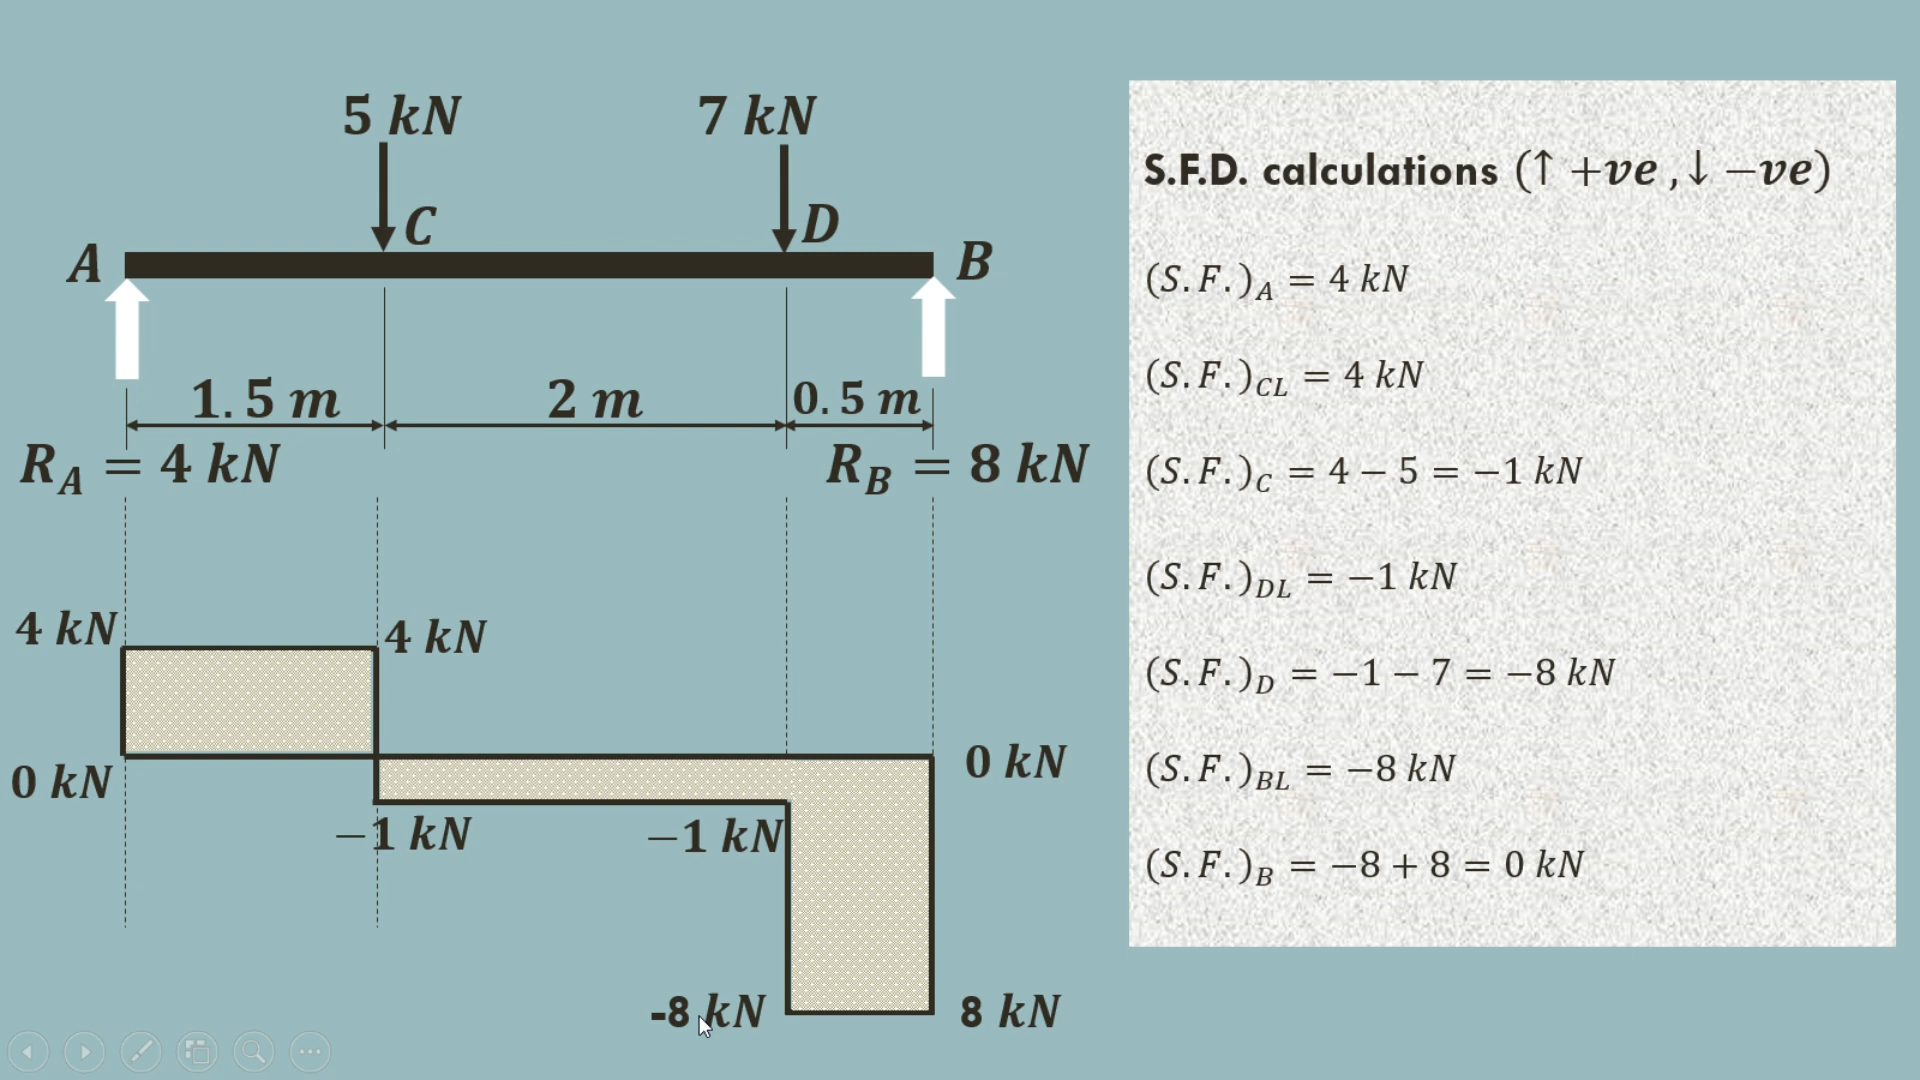 5 kN
7 kN
C
D
A
B
1.5 m
2 m
0.5 m
R_A = 4 kN
R_B = 8 kN
4 kN
4 kN
0 kN
0 kN
−1 kN
−1 kN
-8 kN
8 kN
S.F.D. calculations (↑ +ve ,↓ −ve)
(S.F.)_A = 4 kN
(S.F.)_CL = 4 kN
(S.F.)_C = 4 − 5 = −1 kN
(S.F.)_DL = −1 kN
(S.F.)_D = −1 − 7 = −8 kN
(S.F.)_BL = −8 kN
(S.F.)_B = −8 + 8 = 0 kN